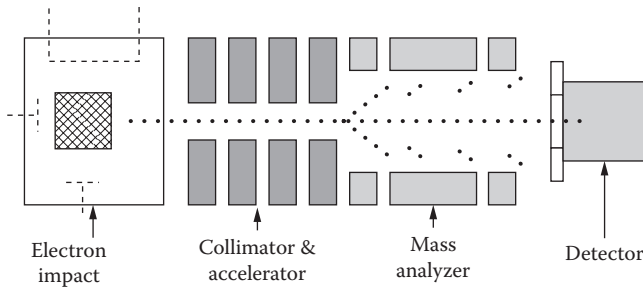 Electron
impact
Collimator &
accelerator
Mass
analyzer
Detector